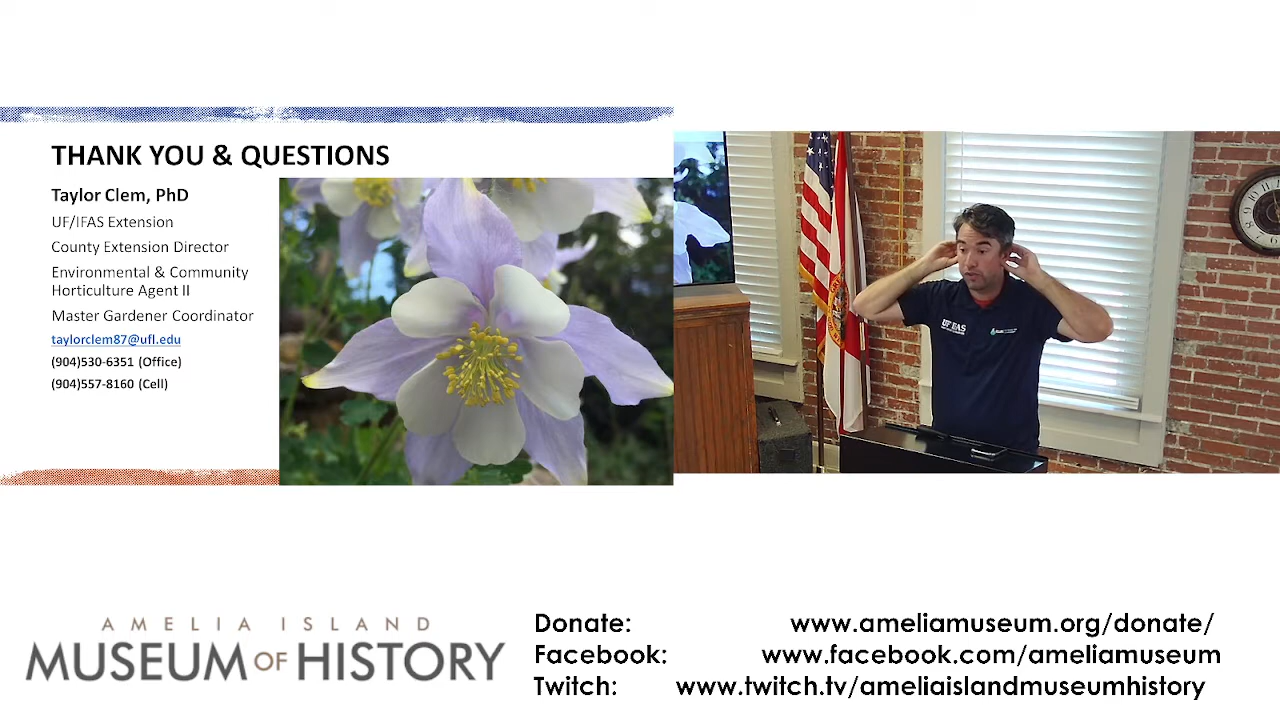 THANK YOU & QUESTIONS
Taylor Clem, PhD
UF/IFAS Extension
County Extension Director
Environmental & Community
Horticulture Agent II
Master Gardener Coordinator
taylorclem87@ufl.edu
(904)530-6351 (Office)
(904)557-8160 (Cell)
UF IFAS
AMELIA ISLAND
MUSEUM OF HISTORY
Donate: www.ameliamuseum.org/donate/
Facebook: www.facebook.com/ameliamuseum
Twitch: www.twitch.tv/ameliaislandmuseumhistory